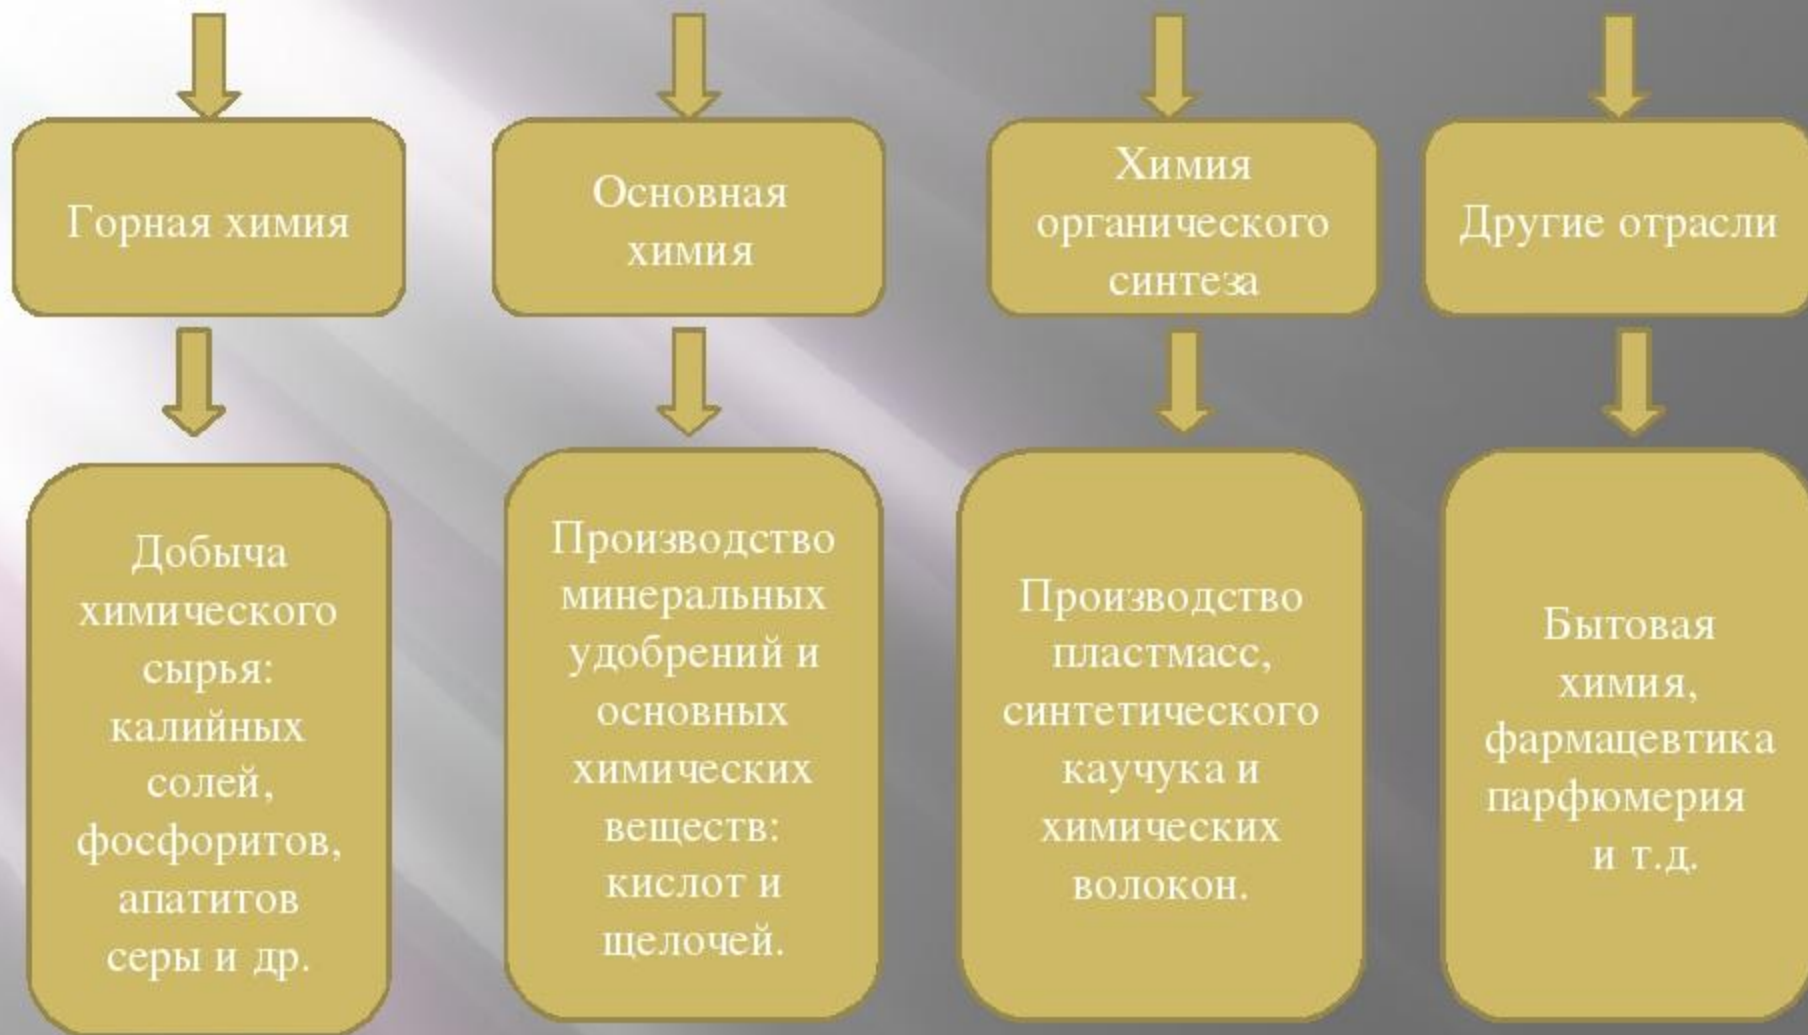 Горная химия
Основная
химия
Химия
органического
синтеза
Другие отрасли
Добыча
химического
сырья:
калийных
солей,
фосфоритов,
апатитов
серы и др.
Производство
минеральных
удобрений и
основных
химических
веществ:
кислот и
щелочей.
Производство
пластмасс,
синтетического
каучука и
химических
волокон.
Бытовая
химия,
фармацевтика
парфюмерия
и т.д.